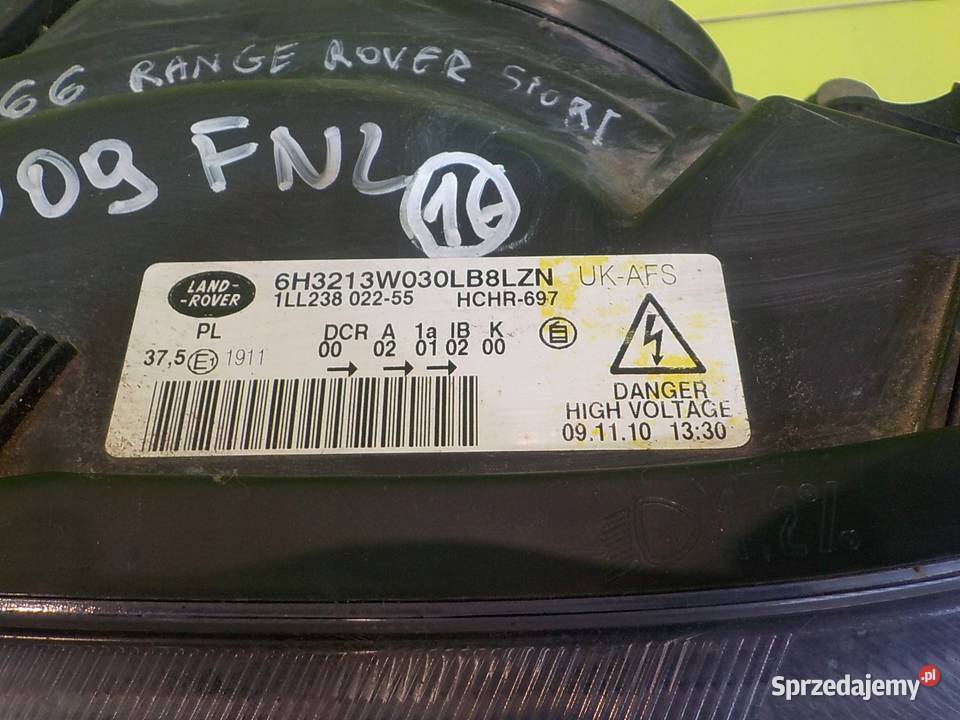 66 RANGE ROVER SPORT
09 FNL 10
LAND-ROVER 6H3213W030LB8LZN UK-AFS
1LL238 022-55 HCHR-697
PL DCR A 1a IB K
00 02 01 02 00
37,5 E1 1911
DANGER
HIGH VOLTAGE
09.11.10 13:30
Sprzedajemy.pl